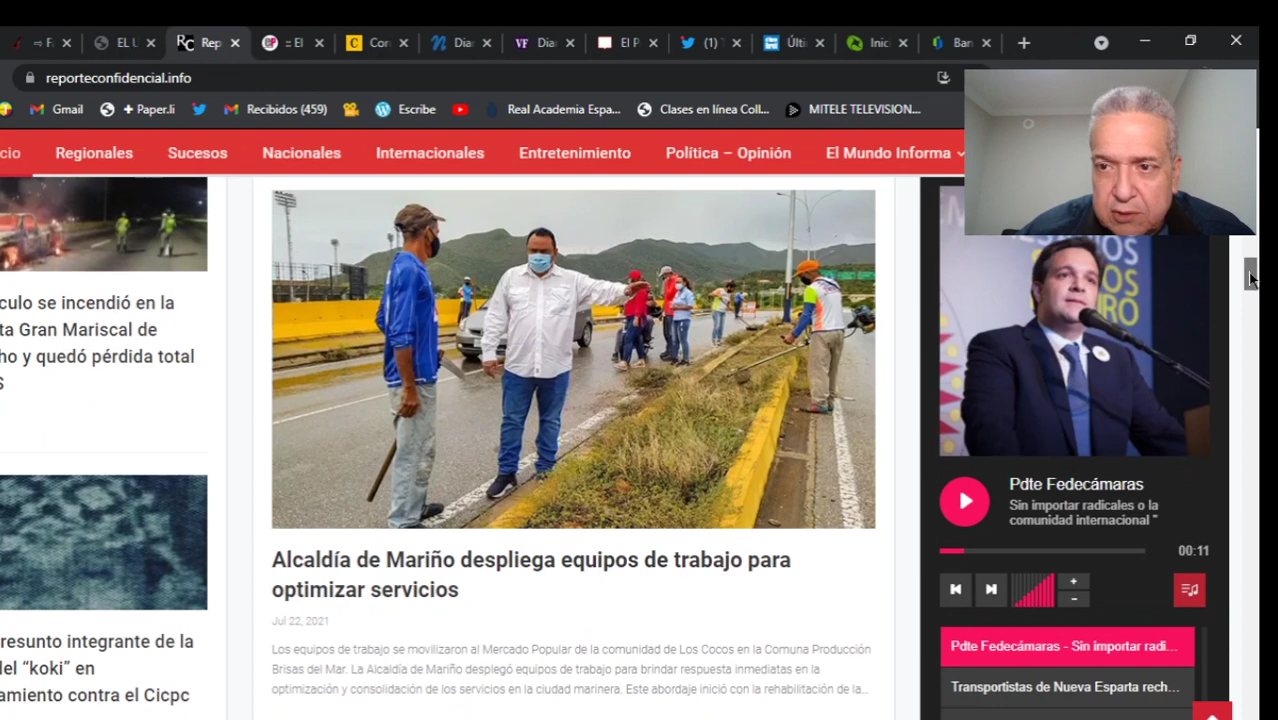 ⇨ F
EL U
Rep
:: El
Cor
Diar
Diar
El P
(1) T
Últi
Inic
Ban
reporteconfidencial.info
Gmail
+ Paper.li
Recibidos (459)
Escribe
Real Academia Espa...
Clases en línea Coll...
MITELE TELEVISION...
cio
Regionales
Sucesos
Nacionales
Internacionales
Entretenimiento
Política – Opinión
El Mundo Informa
culo se incendió en la
ta Gran Mariscal de
ho y quedó pérdida total
S
resunto integrante de la
del “koki” en
amiento contra el Cicpc
Alcaldía de Mariño despliega equipos de trabajo para
optimizar servicios
Jul 22, 2021
Los equipos de trabajo se movilizaron al Mercado Popular de la comunidad de Los Cocos en la Comuna Producción
Brisas del Mar. La Alcaldía de Mariño desplegó equipos de trabajo para brindar respuesta inmediatas en la
optimización y consolidación de los servicios en la ciudad marinera. Este abordaje inició con la rehabilitación de la...
Pdte Fedecámaras
Sin importar radicales o la
comunidad internacional "
00:11
+
-
Pdte Fedecámaras - Sin importar radi...
Transportistas de Nueva Esparta rech...